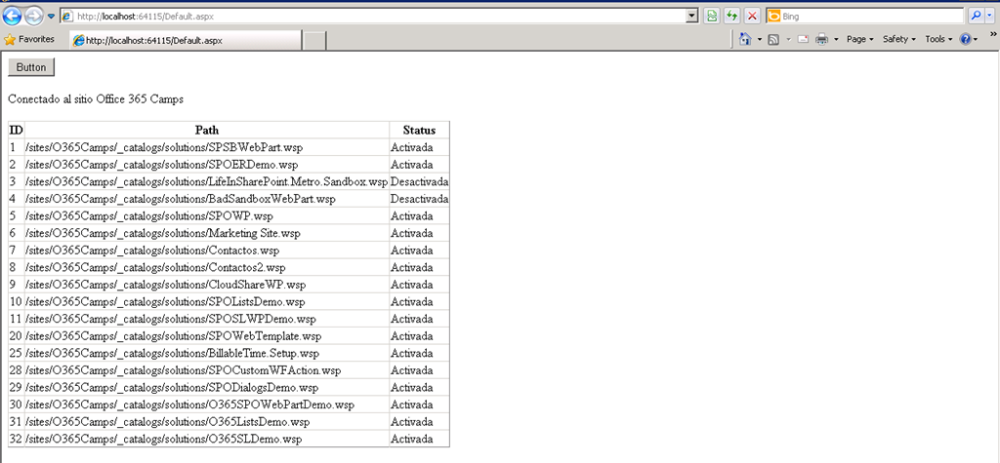 http://localhost:64115/Default.aspx Bing
Favorites http://localhost:64115/Default.aspx Page Safety Tools
Button
Conectado al sitio Office 365 Camps
ID Path Status
1 /sites/O365Camps/_catalogs/solutions/SPSBWebPart.wsp Activada
2 /sites/O365Camps/_catalogs/solutions/SPOERDemo.wsp Activada
3 /sites/O365Camps/_catalogs/solutions/LifeInSharePoint.Metro.Sandbox.wsp Desactivada
4 /sites/O365Camps/_catalogs/solutions/BadSandboxWebPart.wsp Desactivada
5 /sites/O365Camps/_catalogs/solutions/SPOWP.wsp Activada
6 /sites/O365Camps/_catalogs/solutions/Marketing Site.wsp Activada
7 /sites/O365Camps/_catalogs/solutions/Contactos.wsp Activada
8 /sites/O365Camps/_catalogs/solutions/Contactos2.wsp Activada
9 /sites/O365Camps/_catalogs/solutions/CloudShareWP.wsp Activada
10 /sites/O365Camps/_catalogs/solutions/SPOListsDemo.wsp Activada
11 /sites/O365Camps/_catalogs/solutions/SPOSLWPDemo.wsp Activada
20 /sites/O365Camps/_catalogs/solutions/SPOWebTemplate.wsp Activada
25 /sites/O365Camps/_catalogs/solutions/BillableTime.Setup.wsp Activada
28 /sites/O365Camps/_catalogs/solutions/SPOCustomWFAction.wsp Activada
29 /sites/O365Camps/_catalogs/solutions/SPODialogsDemo.wsp Activada
30 /sites/O365Camps/_catalogs/solutions/O365SPOWebPartDemo.wsp Activada
31 /sites/O365Camps/_catalogs/solutions/O365ListsDemo.wsp Activada
32 /sites/O365Camps/_catalogs/solutions/O365SLDemo.wsp Activada